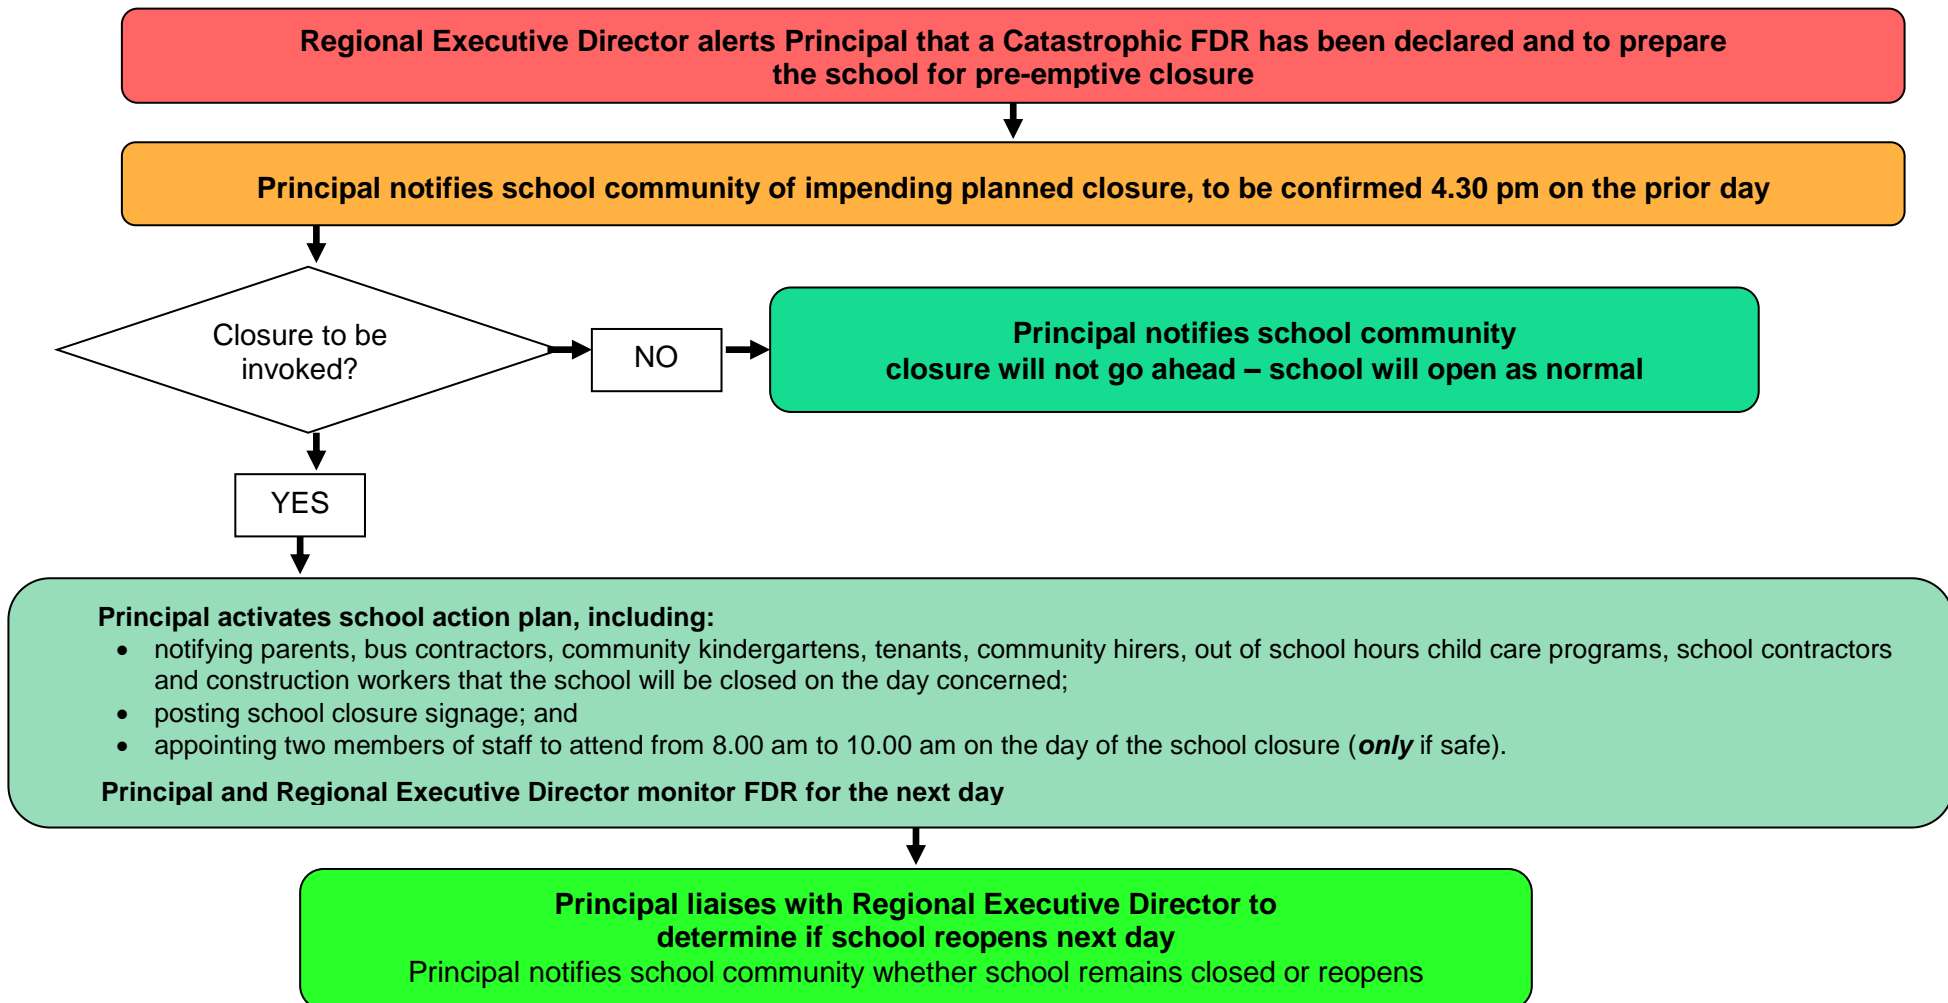 Regional Executive Director alerts Principal that a Catastrophic FDR has been declared and to prepare
the school for pre-emptive closure
Principal notifies school community of impending planned closure, to be confirmed 4.30 pm on the prior day
Closure to be
invoked?
NO
Principal notifies school community
closure will not go ahead – school will open as normal
YES
Principal activates school action plan, including:
• notifying parents, bus contractors, community kindergartens, tenants, community hirers, out of school hours child care programs, school contractors
and construction workers that the school will be closed on the day concerned;
• posting school closure signage; and
• appointing two members of staff to attend from 8.00 am to 10.00 am on the day of the school closure (only if safe).
Principal and Regional Executive Director monitor FDR for the next day
Principal liaises with Regional Executive Director to
determine if school reopens next day
Principal notifies school community whether school remains closed or reopens